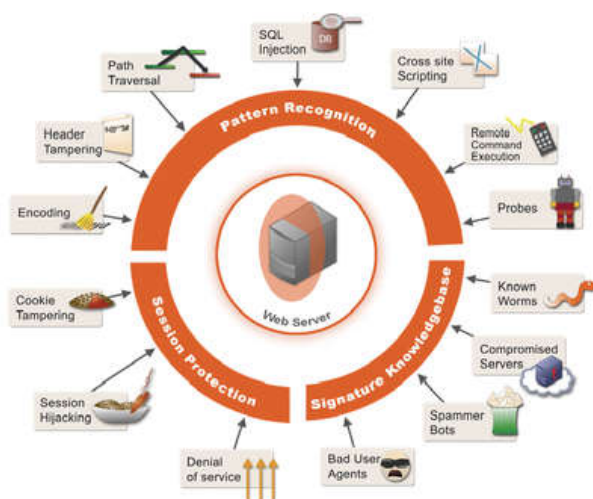 SQL
Injection
DB
Path
Traversal
Cross site
Scripting
Pattern Recognition
Header
Tampering
Remote
Command
Execution
Encoding
Probes
Web Server
Cookie
Tampering
Known
Worms
Session Protection
Signature Knowledgebase
Compromised
Servers
Session
Hijacking
Spammer
Bots
Denial
of service
Bad User
Agents